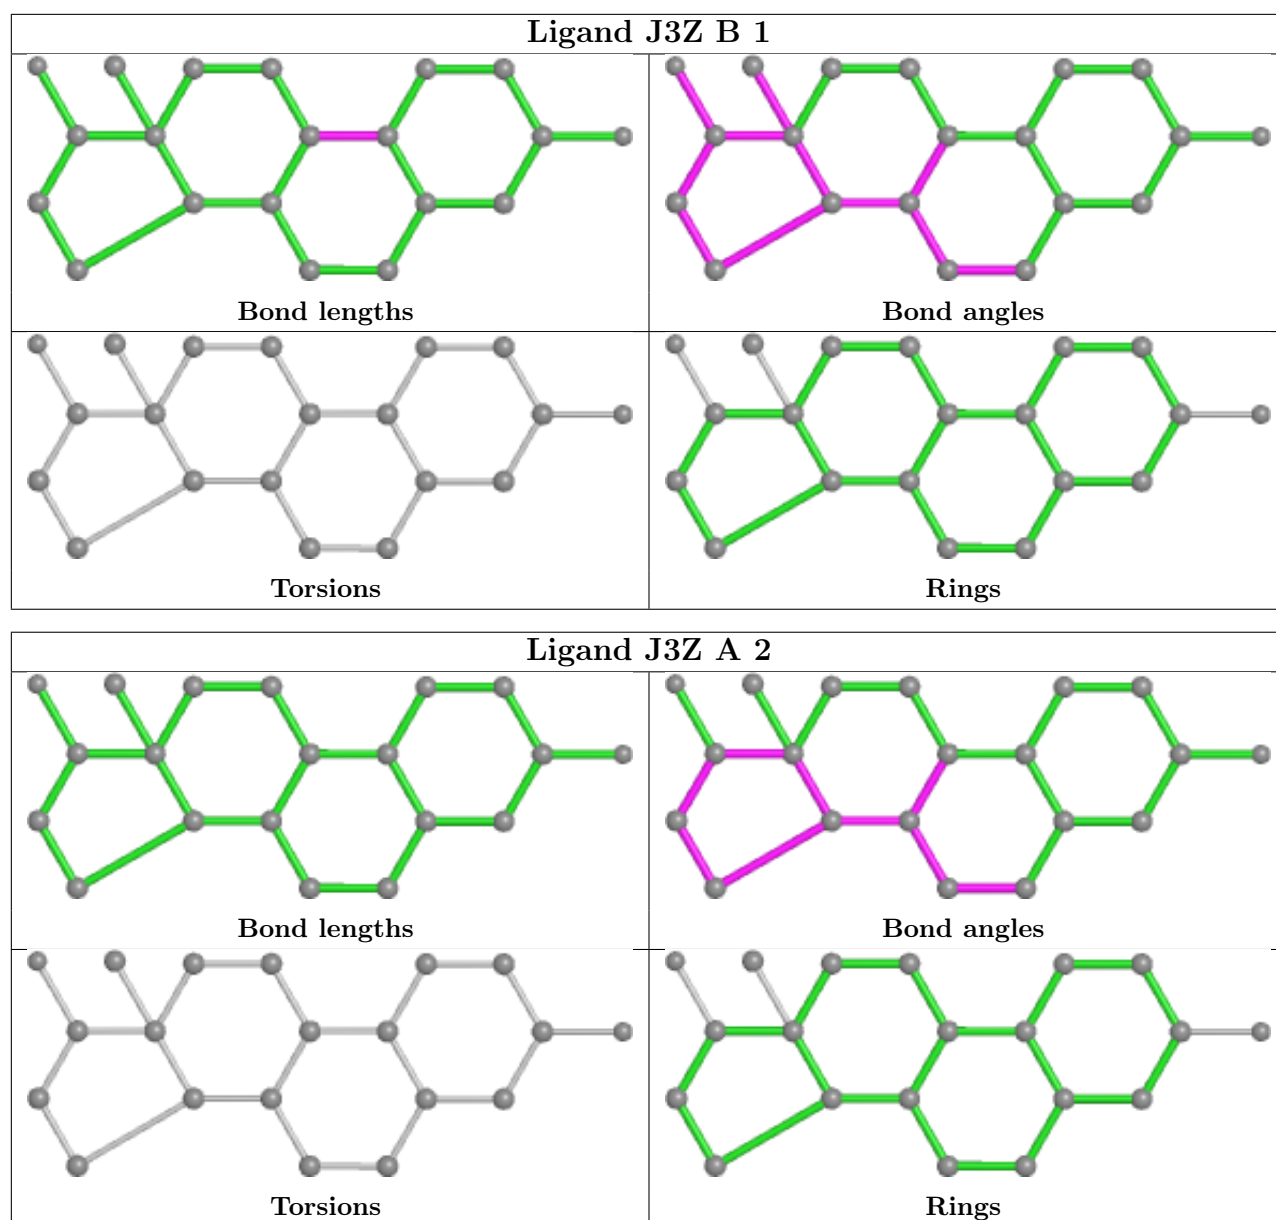 Ligand J3Z B 1
Bond lengths
Bond angles
Torsions
Rings
Ligand J3Z A 2
Bond lengths
Bond angles
Torsions
Rings